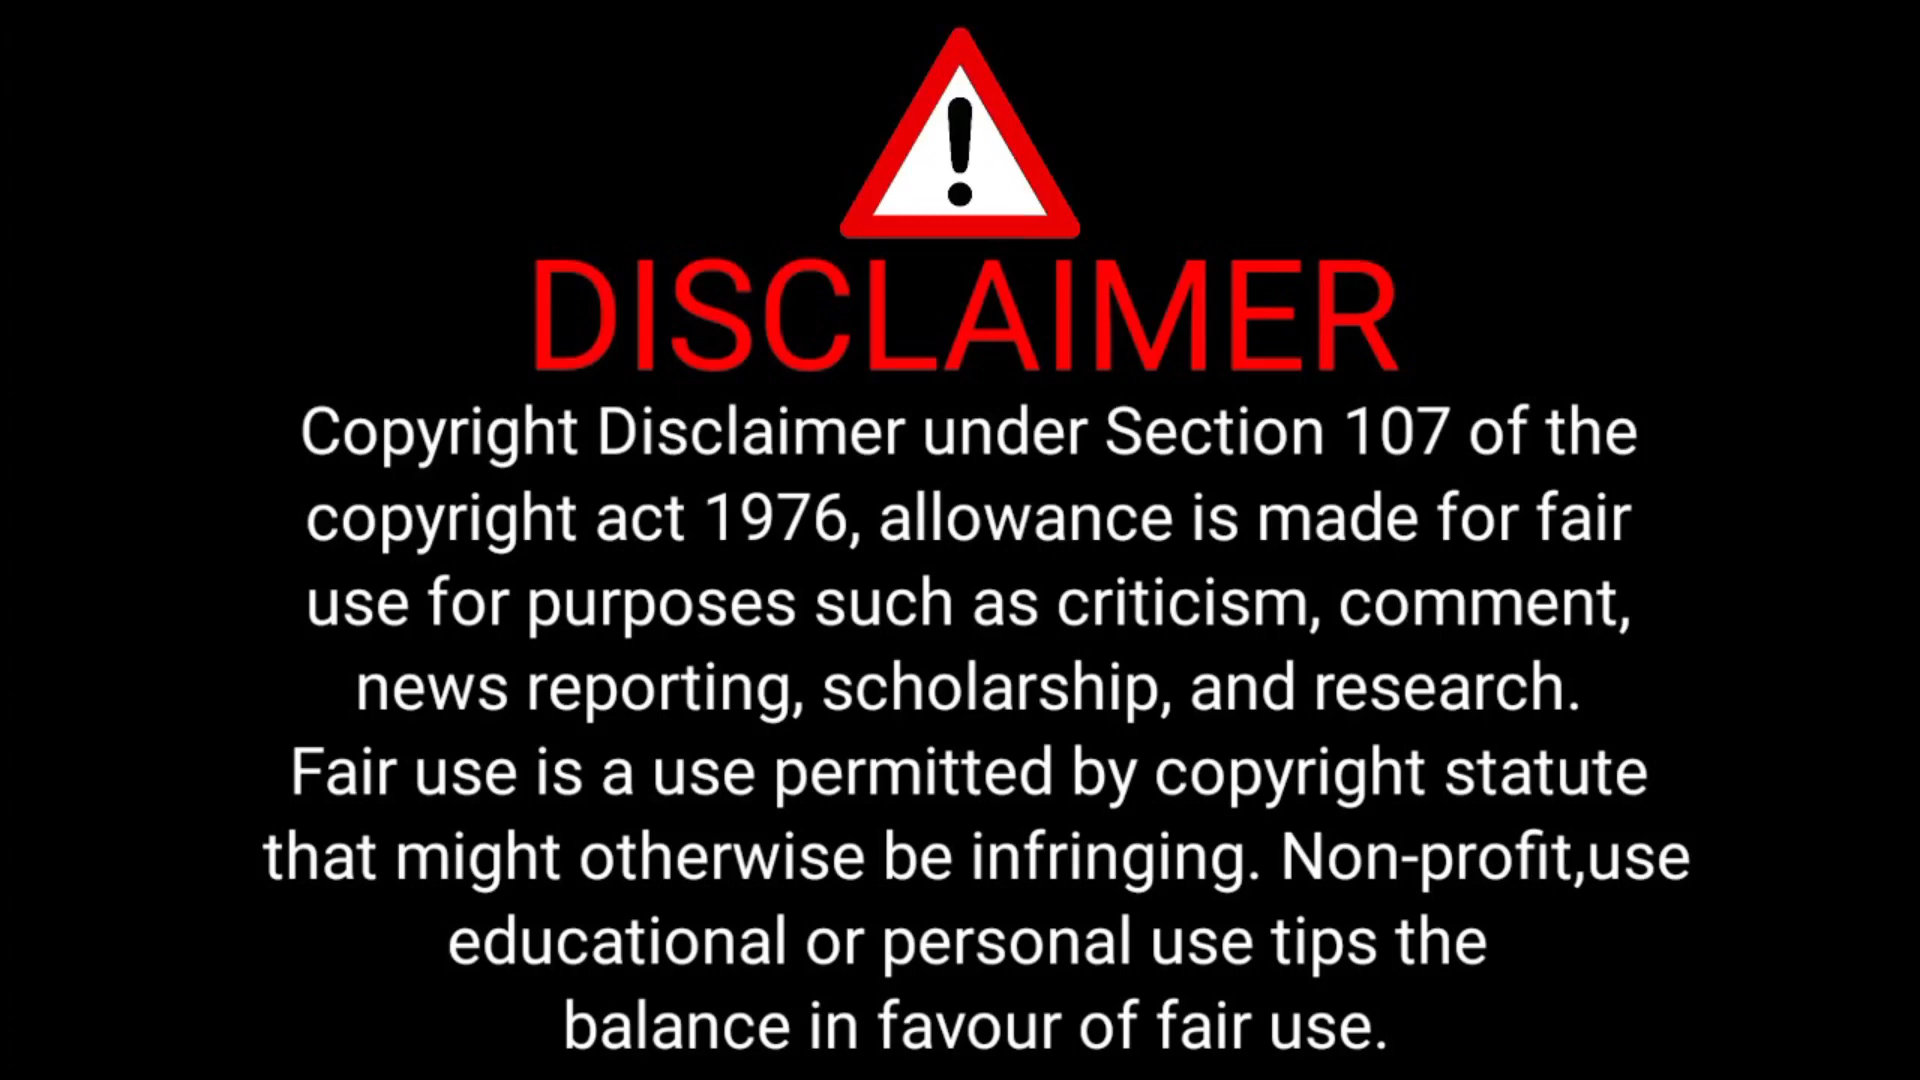 DISCLAIMER
Copyright Disclaimer under Section 107 of the
copyright act 1976, allowance is made for fair
use for purposes such as criticism, comment,
news reporting, scholarship, and research.
Fair use is a use permitted by copyright statute
that might otherwise be infringing. Non-profit,use
educational or personal use tips the
balance in favour of fair use.